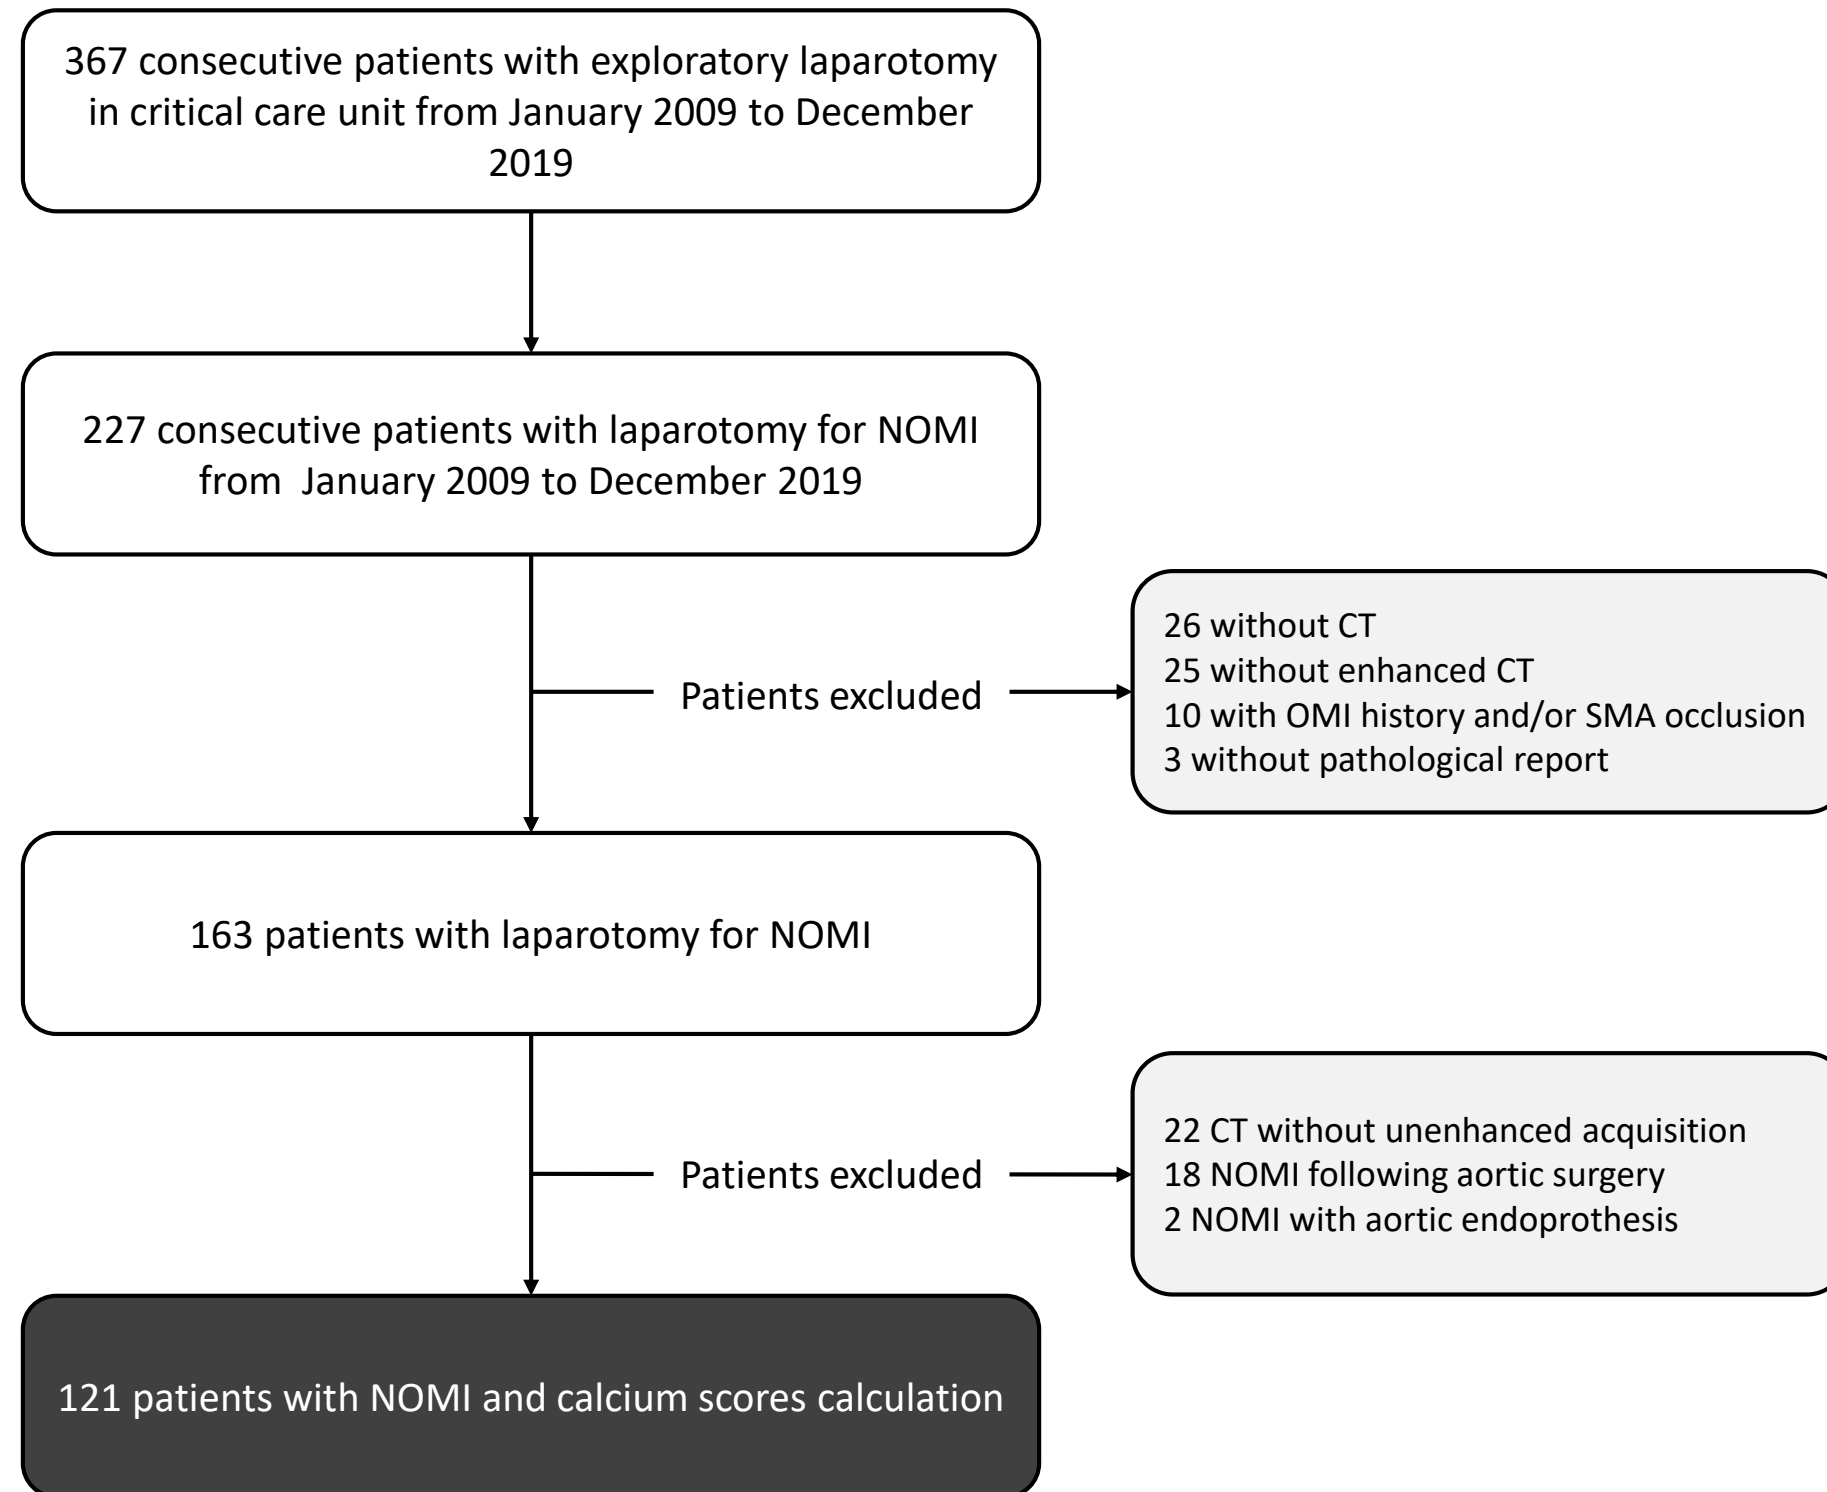 367 consecutive patients with exploratory laparotomy
in critical care unit from January 2009 to December
2019
227 consecutive patients with laparotomy for NOMI
from  January 2009 to December 2019
Patients excluded
26 without CT
25 without enhanced CT
10 with OMI history and/or SMA occlusion
3 without pathological report
163 patients with laparotomy for NOMI
Patients excluded
22 CT without unenhanced acquisition
18 NOMI following aortic surgery
2 NOMI with aortic endoprothesis
121 patients with NOMI and calcium scores calculation